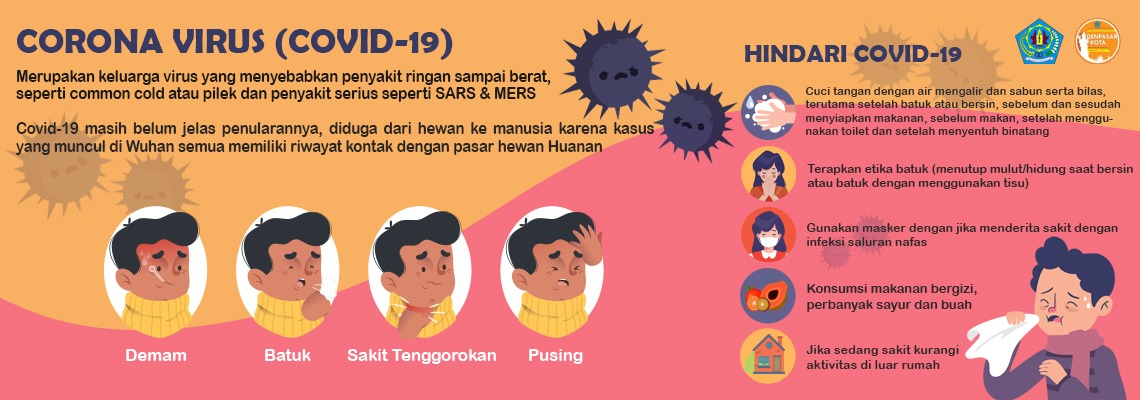 CORONA VIRUS (COVID-19)
Merupakan keluarga virus yang menyebabkan penyakit ringan sampai berat,
seperti common cold atau pilek dan penyakit serius seperti SARS & MERS
Covid-19 masih belum jelas penularannya, diduga dari hewan ke manusia karena kasus
yang muncul di Wuhan semua memiliki riwayat kontak dengan pasar hewan Huanan
Demam
Batuk
Sakit Tenggorokan
Pusing
HINDARI COVID-19
DENPASAR
KOTA
Cuci tangan dengan air mengalir dan sabun serta bilas,
terutama setelah batuk atau bersin, sebelum dan sesudah
menyiapkan makanan, sebelum makan, setelah menggu-
nakan toilet dan setelah menyentuh binatang
Terapkan etika batuk (menutup mulut/hidung saat bersin
atau batuk dengan menggunakan tisu)
Gunakan masker dengan jika menderita sakit dengan
infeksi saluran nafas
Konsumsi makanan bergizi,
perbanyak sayur dan buah
Jika sedang sakit kurangi
aktivitas di luar rumah